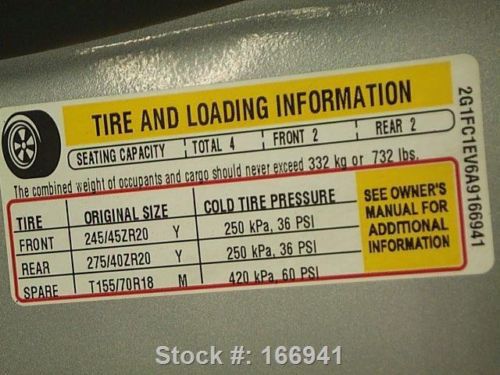 TIRE AND LOADING INFORMATION
SEATING CAPACITY TOTAL 4 FRONT 2 REAR 2
The combined weight of occupants and cargo should never exceed 332 kg or 732 lbs.
TIRE ORIGINAL SIZE COLD TIRE PRESSURE
FRONT 245/45ZR20 Y 250 kPa, 36 PSI
REAR 275/40ZR20 Y 250 kPa, 36 PSI
SPARE T155/70R18 M 420 kPa, 60 PSI
SEE OWNER'S
MANUAL FOR
ADDITIONAL
INFORMATION
2G1FC1EV6A9166941
Stock #: 166941